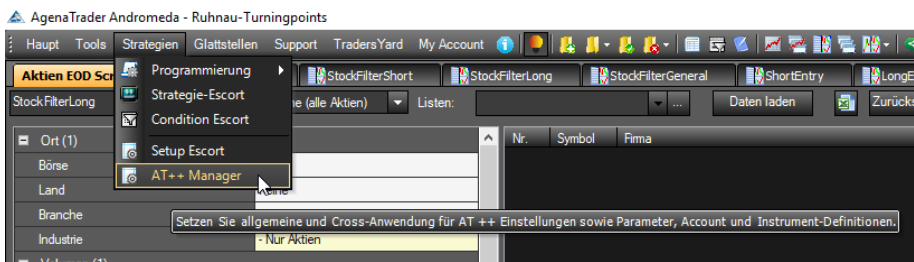 AgenaTrader Andromeda - Ruhnau-Turningpoints
Haupt Tools Strategien Glattstellen Support TradersYard My Account
Aktien EOD Scr StockFilterShort StockFilterLong StockFilterGeneral ShortEntry LongE
Programmierung
StockFilterLong e (alle Aktien) Listen: ... Daten laden Zurücks
Strategie-Escort
Condition Escort
Ort (1) Nr. Symbol Firma
Setup Escort
Börse
AT++ Manager
Land Keine
Branche
Setzen Sie allgemeine und Cross-Anwendung für AT ++ Einstellungen sowie Parameter, Account und Instrument-Definitionen.
Industrie - Nur Aktien